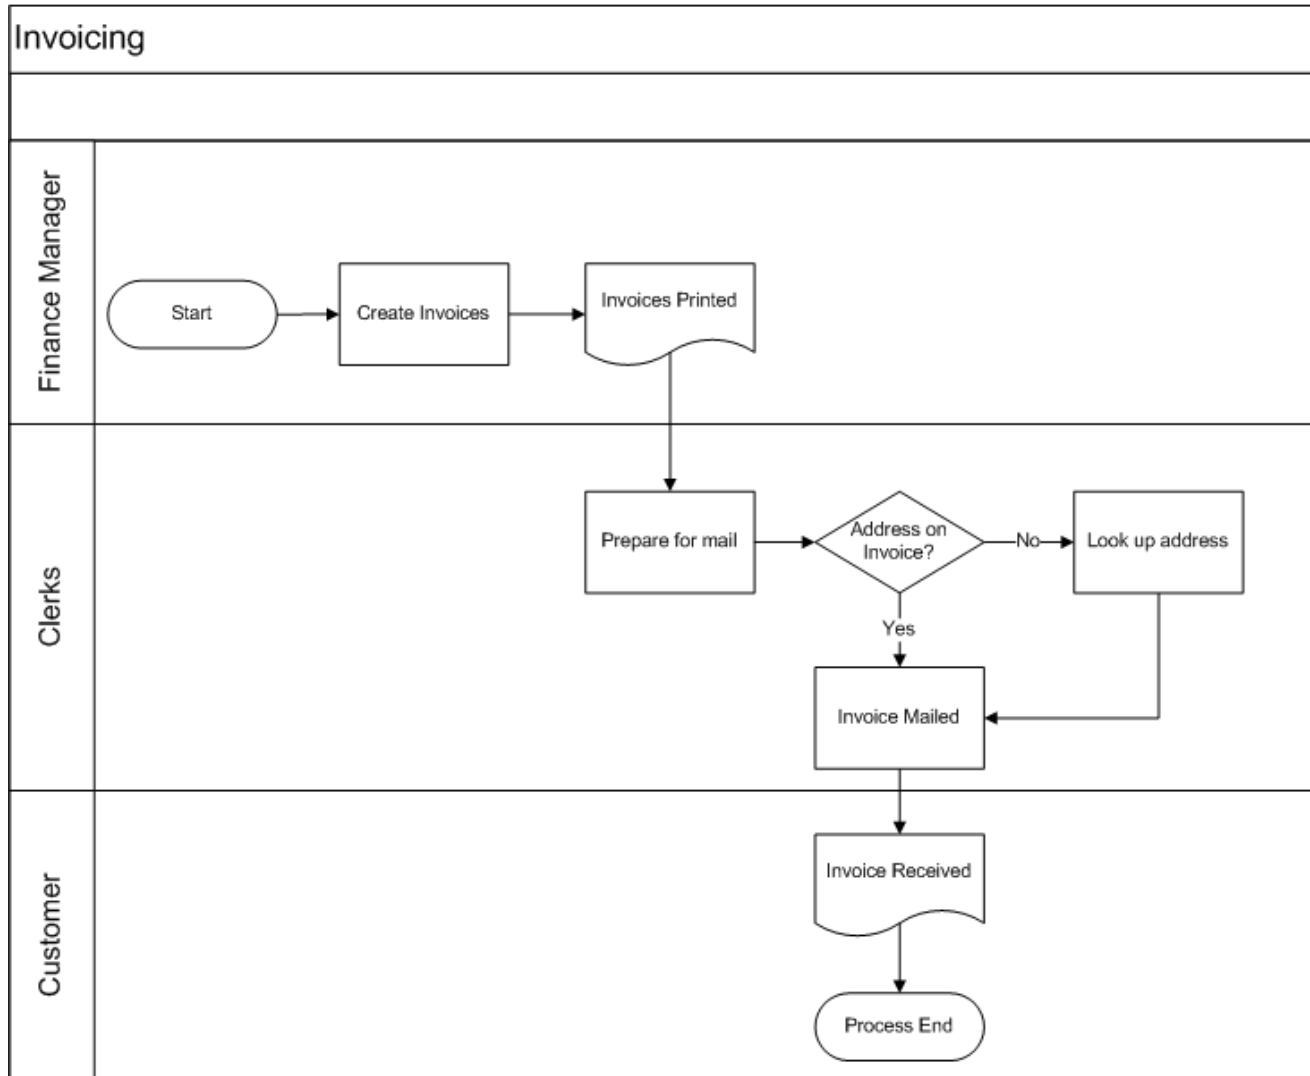 Invoicing
Finance Manager
Start
Create Invoices
Invoices Printed
Clerks
Prepare for mail
Address on
Invoice?
No
Look up address
Yes
Invoice Mailed
Customer
Invoice Received
Process End